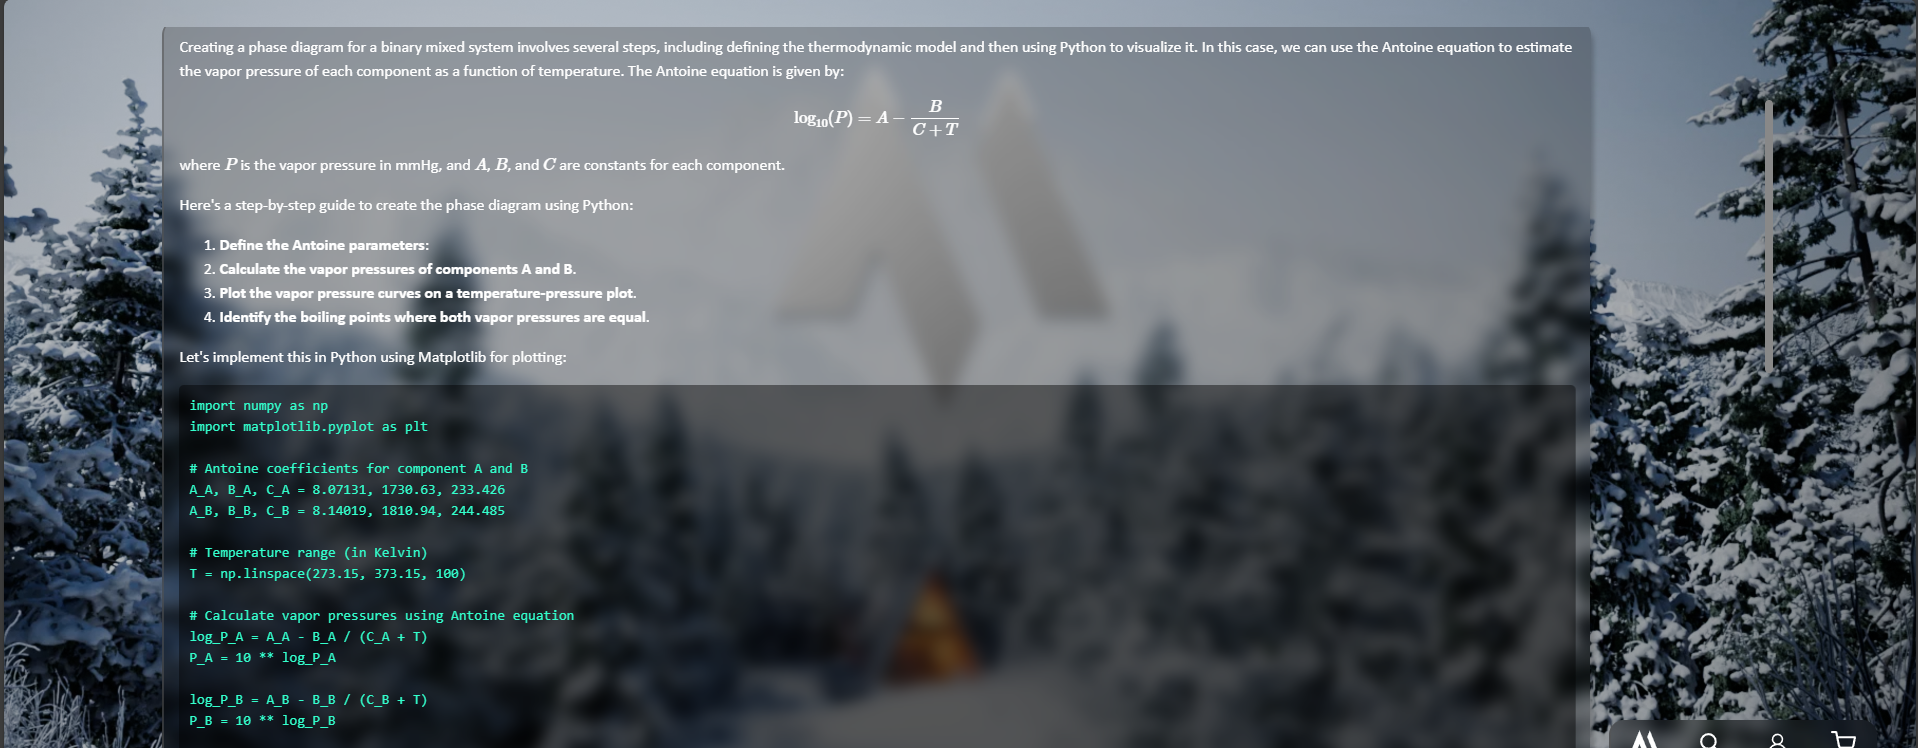 Creating a phase diagram for a binary mixed system involves several steps, including defining the thermodynamic model and then using Python to visualize it. In this case, we can use the Antoine equation to estimate
the vapor pressure of each component as a function of temperature. The Antoine equation is given by:
log₁₀(P) = A − B / (C + T)
where P is the vapor pressure in mmHg, and A, B, and C are constants for each component.
Here's a step-by-step guide to create the phase diagram using Python:
1. Define the Antoine parameters:
2. Calculate the vapor pressures of components A and B.
3. Plot the vapor pressure curves on a temperature-pressure plot.
4. Identify the boiling points where both vapor pressures are equal.
Let's implement this in Python using Matplotlib for plotting:
import numpy as np
import matplotlib.pyplot as plt
# Antoine coefficients for component A and B
A_A, B_A, C_A = 8.07131, 1730.63, 233.426
A_B, B_B, C_B = 8.14019, 1810.94, 244.485
# Temperature range (in Kelvin)
T = np.linspace(273.15, 373.15, 100)
# Calculate vapor pressures using Antoine equation
log_P_A = A_A - B_A / (C_A + T)
P_A = 10 ** log_P_A
log_P_B = A_B - B_B / (C_B + T)
P_B = 10 ** log_P_B